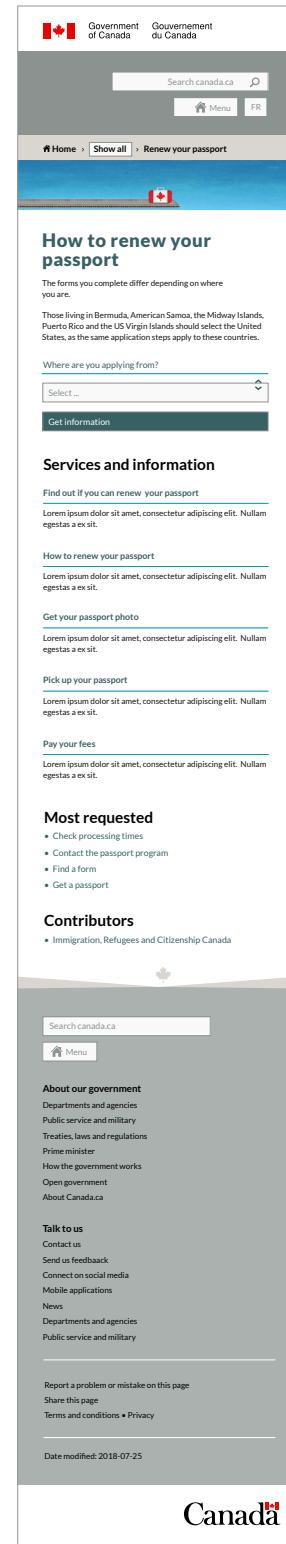 Government of Canada
Gouvernement du Canada
Search canada.ca
Menu
FR
Home › Show all › Renew your passport
How to renew your
passport
The forms you complete differ depending on where
you are.
Those living in Bermuda, American Samoa, the Midway Islands,
Puerto Rico and the US Virgin Islands should select the United
States, as the same application steps apply to these countries.
Where are you applying from?
Select ...
Get information
Services and information
Find out if you can renew your passport
Lorem ipsum dolor sit amet, consectetur adipiscing elit. Nullam
egestas a ex sit.
How to renew your passport
Lorem ipsum dolor sit amet, consectetur adipiscing elit. Nullam
egestas a ex sit.
Get your passport photo
Lorem ipsum dolor sit amet, consectetur adipiscing elit. Nullam
egestas a ex sit.
Pick up your passport
Lorem ipsum dolor sit amet, consectetur adipiscing elit. Nullam
egestas a ex sit.
Pay your fees
Lorem ipsum dolor sit amet, consectetur adipiscing elit. Nullam
egestas a ex sit.
Most requested
• Check processing times
• Contact the passport program
• Find a form
• Get a passport
Contributors
• Immigration, Refugees and Citizenship Canada
Search canada.ca
Menu
About our government
Departments and agencies
Public service and military
Treaties, laws and regulations
Prime minister
How the government works
Open government
About Canada.ca
Talk to us
Contact us
Send us feedbaack
Connect on social media
Mobile applications
News
Departments and agencies
Public service and military
Report a problem or mistake on this page
Share this page
Terms and conditions • Privacy
Date modified: 2018-07-25
Canada